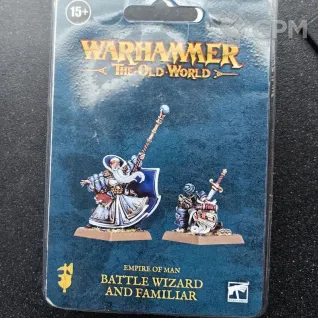 15+
WARHAMMER
THE OLD WORLD
EMPIRE OF MAN
BATTLE WIZARD
AND FAMILIAR